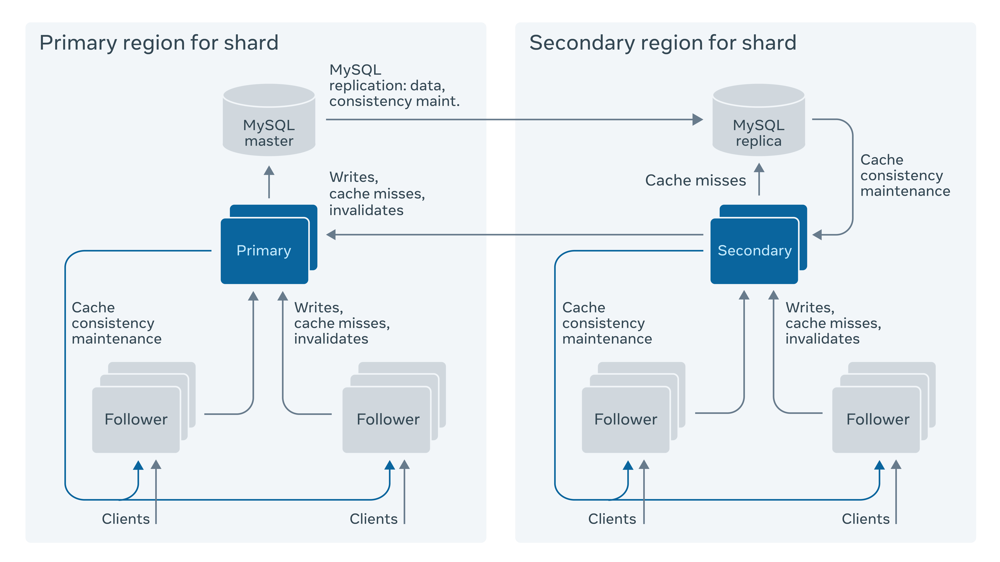 Primary region for shard
MySQL
replication: data,
consistency maint.
MySQL
master
Writes,
cache misses,
invalidates
Primary
Cache
consistency
maintenance
Writes,
cache misses,
invalidates
Follower
Follower
Clients
Clients
Secondary region for shard
MySQL
replica
Cache
consistency
maintenance
Cache misses
Secondary
Cache
consistency
maintenance
Writes,
cache misses,
invalidates
Follower
Follower
Clients
Clients